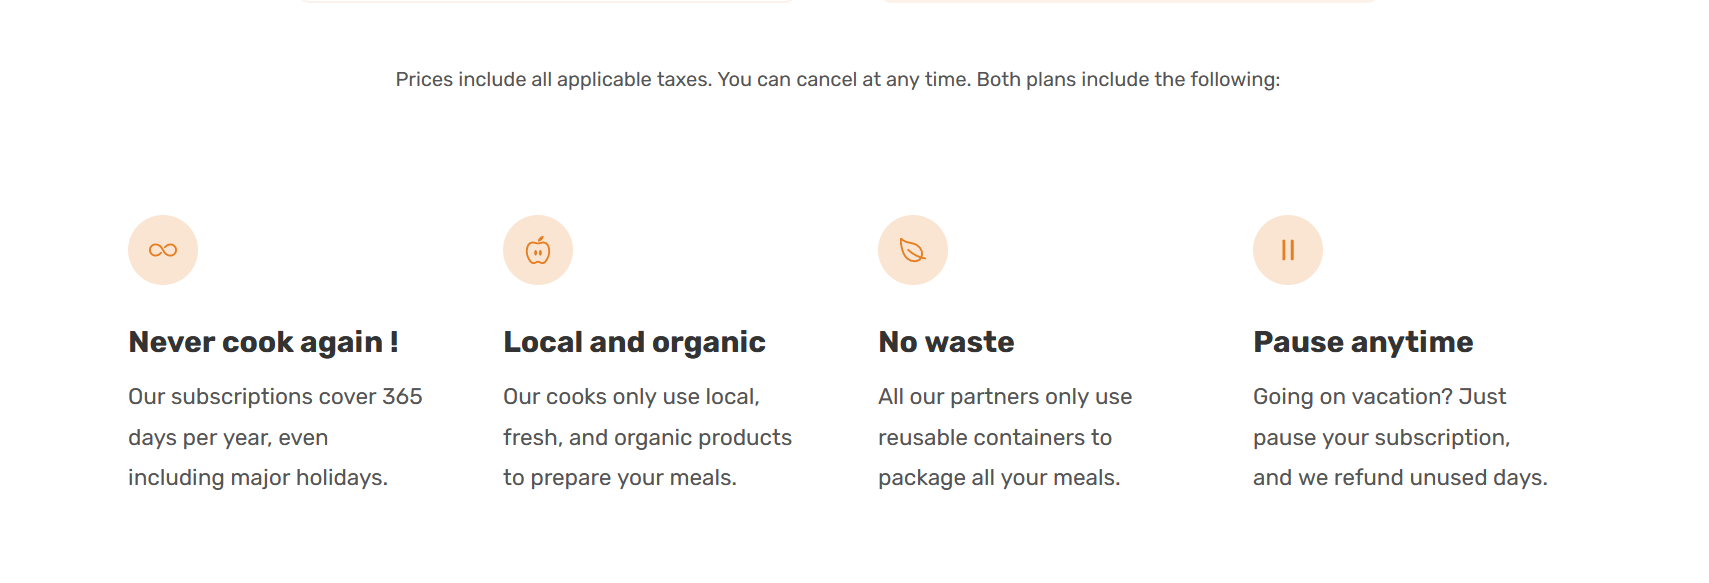 Prices include all applicable taxes. You can cancel at any time. Both plans include the following:
Never cook again !
Our subscriptions cover 365
days per year, even
including major holidays.
Local and organic
Our cooks only use local,
fresh, and organic products
to prepare your meals.
No waste
All our partners only use
reusable containers to
package all your meals.
Pause anytime
Going on vacation? Just
pause your subscription,
and we refund unused days.